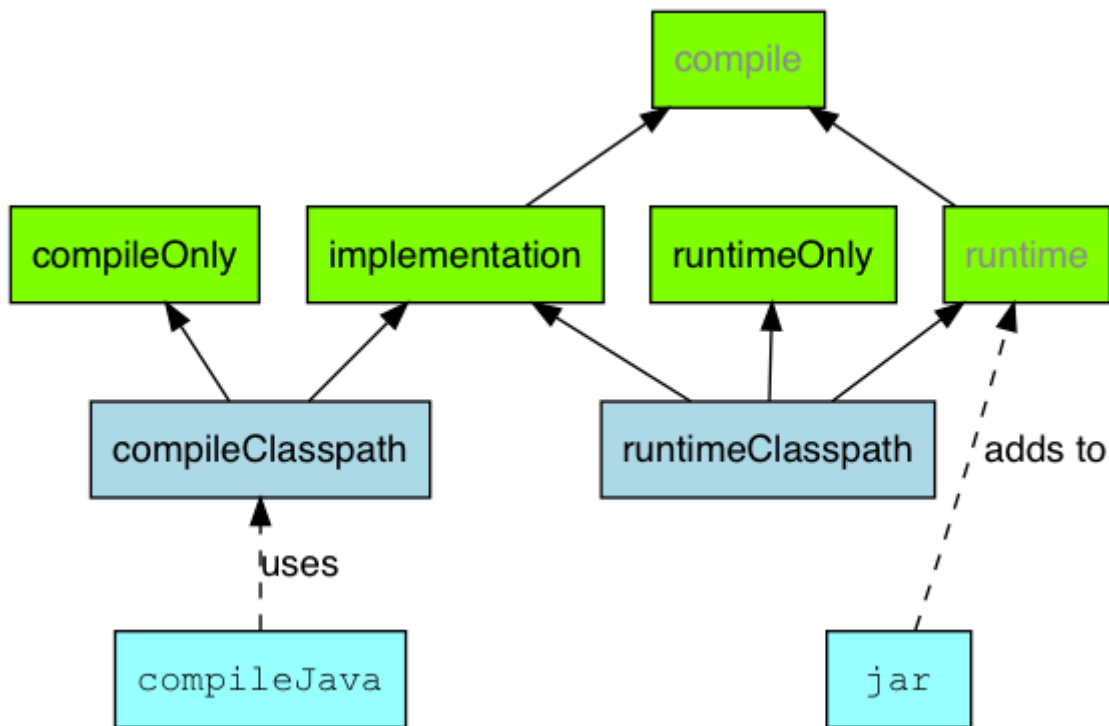 compile
compileOnly
implementation
runtimeOnly
runtime
compileClasspath
runtimeClasspath
adds to
uses
compileJava
jar